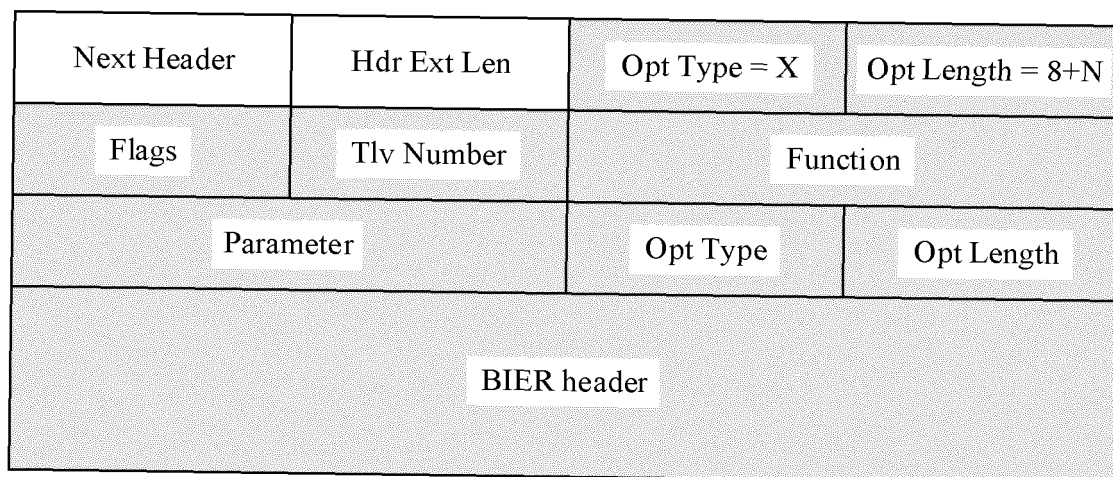 Next Header
Hdr Ext Len
Opt Type = X
Opt Length = 8+N
Flags
Tlv Number
Function
Parameter
Opt Type
Opt Length
BIER header